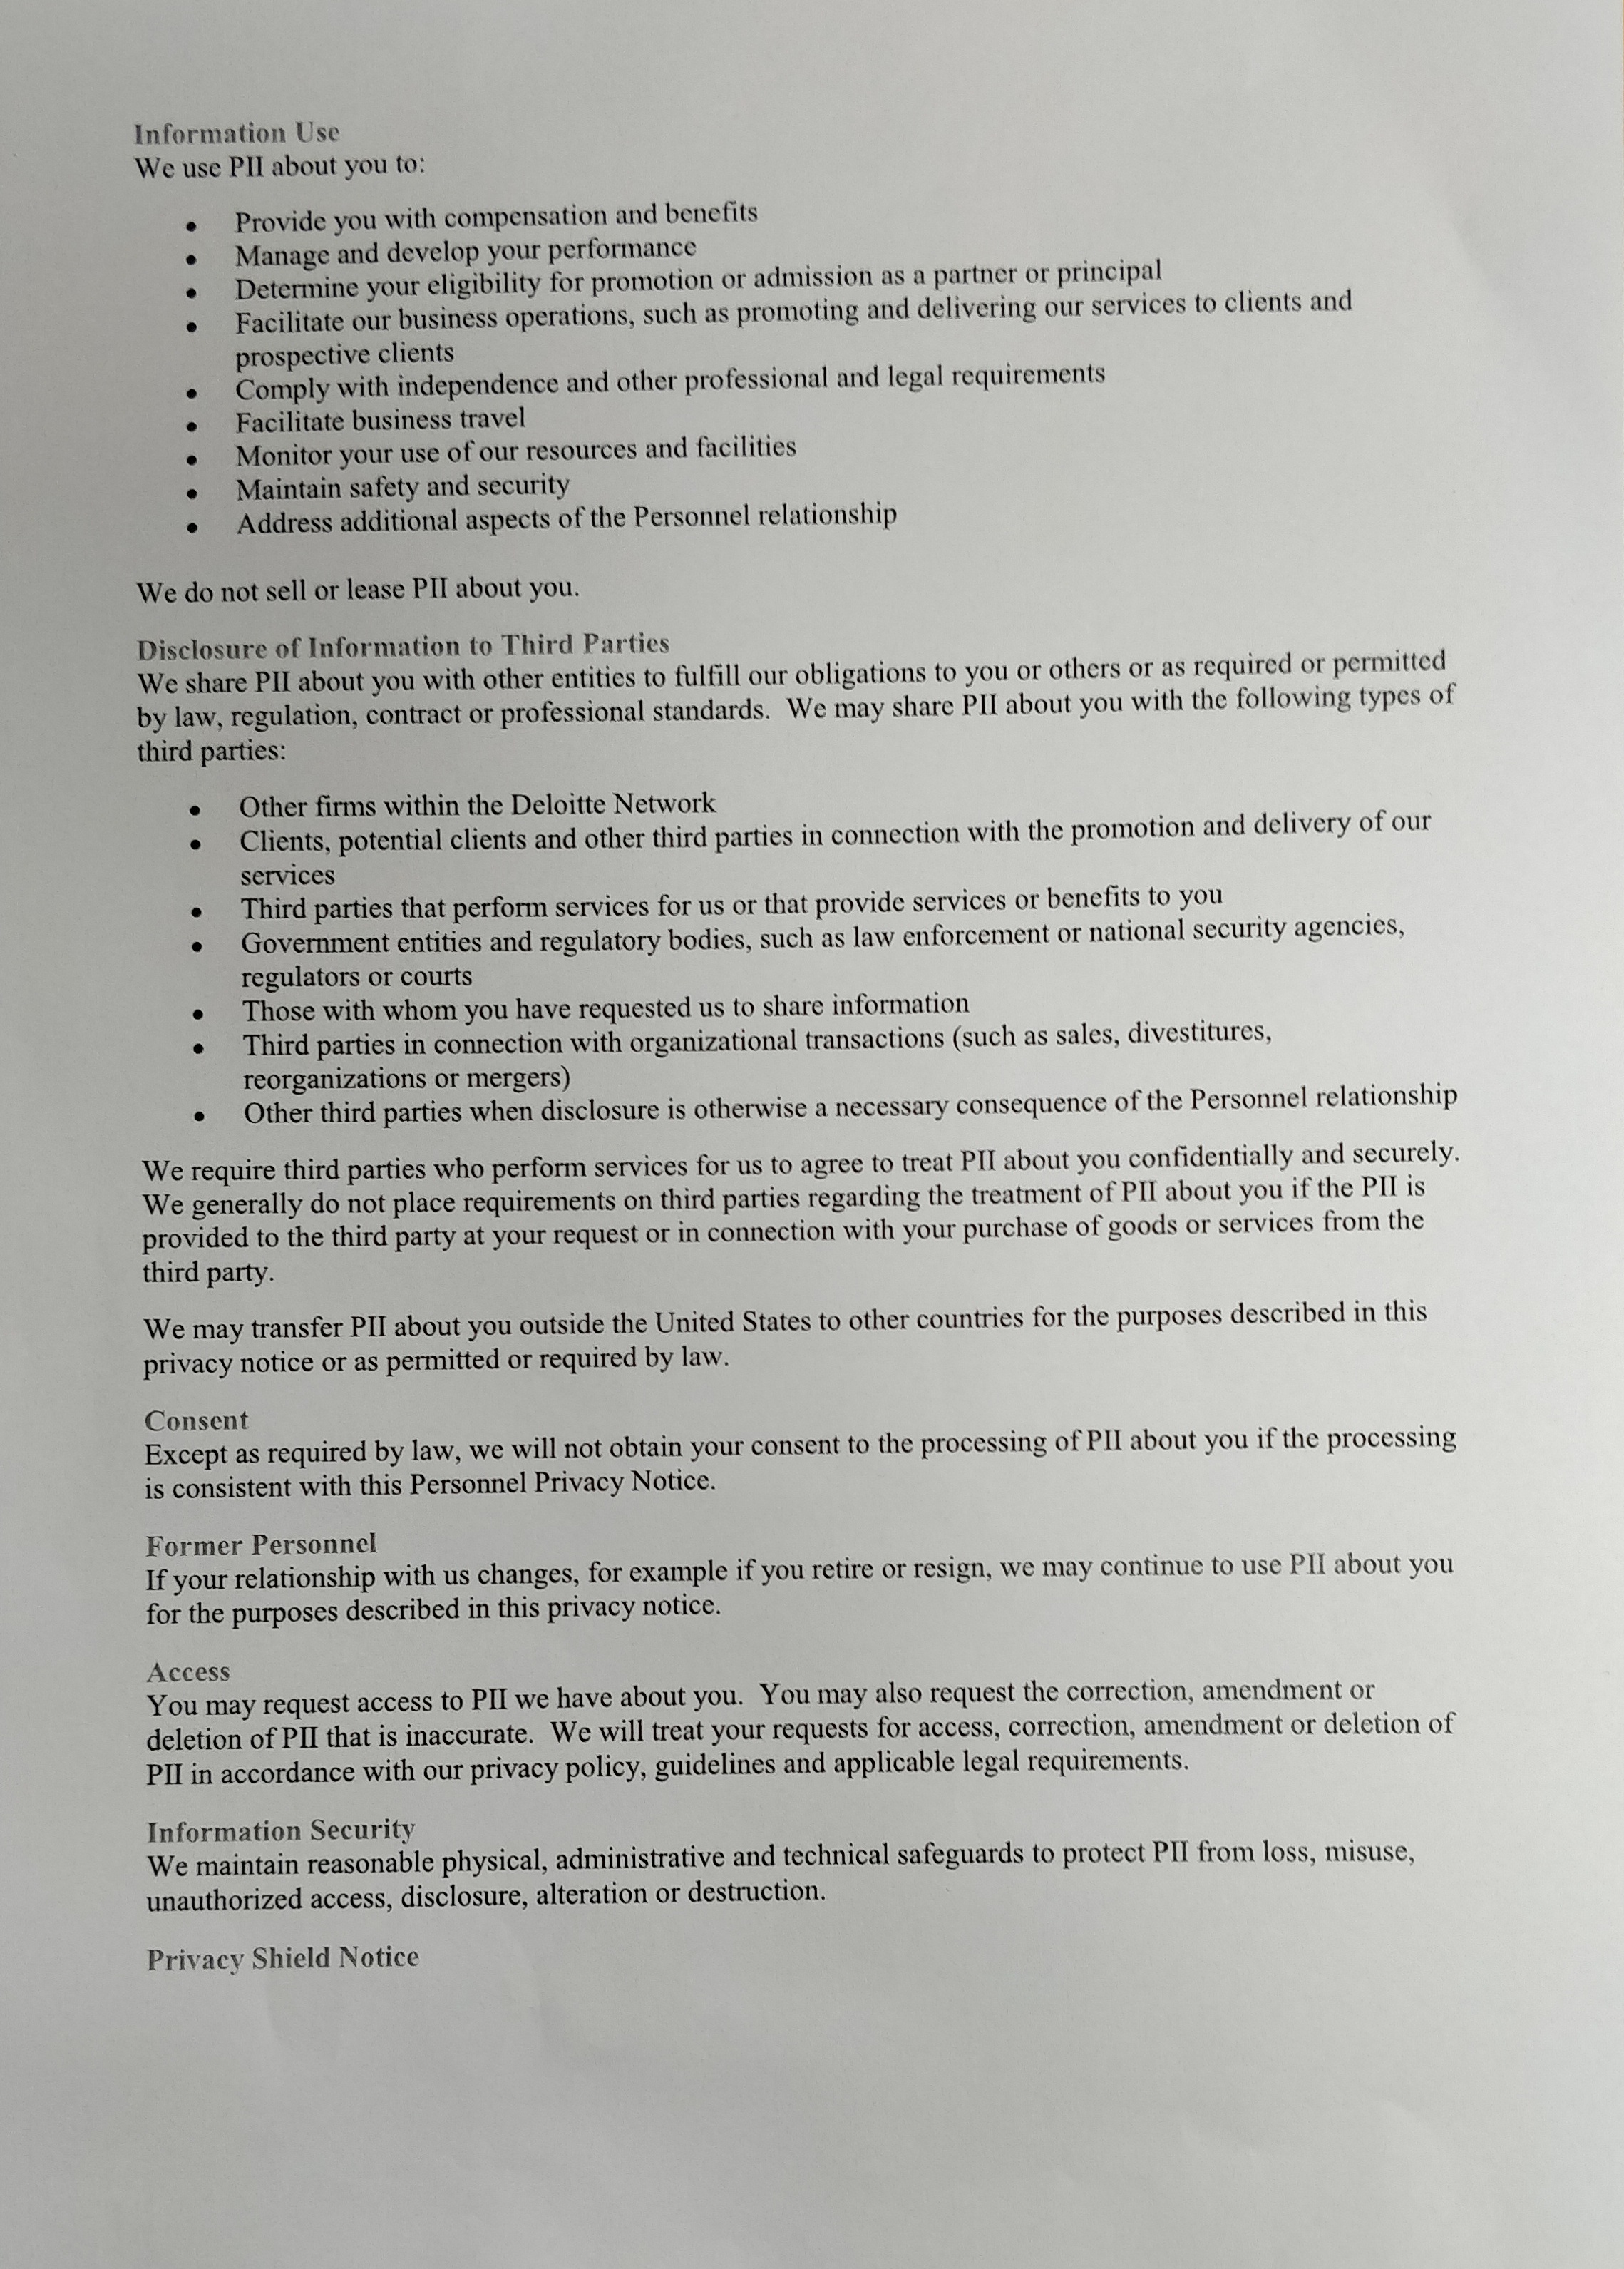 Information Use
We use PII about you to:
• Provide you with compensation and benefits
• Manage and develop your performance
• Determine your eligibility for promotion or admission as a partner or principal
• Facilitate our business operations, such as promoting and delivering our services to clients and
prospective clients
• Comply with independence and other professional and legal requirements
• Facilitate business travel
• Monitor your use of our resources and facilities
• Maintain safety and security
• Address additional aspects of the Personnel relationship
We do not sell or lease PII about you.
Disclosure of Information to Third Parties
We share PII about you with other entities to fulfill our obligations to you or others or as required or permitted
by law, regulation, contract or professional standards.  We may share PII about you with the following types of
third parties:
• Other firms within the Deloitte Network
• Clients, potential clients and other third parties in connection with the promotion and delivery of our
services
• Third parties that perform services for us or that provide services or benefits to you
• Government entities and regulatory bodies, such as law enforcement or national security agencies,
regulators or courts
• Those with whom you have requested us to share information
• Third parties in connection with organizational transactions (such as sales, divestitures,
reorganizations or mergers)
• Other third parties when disclosure is otherwise a necessary consequence of the Personnel relationship
We require third parties who perform services for us to agree to treat PII about you confidentially and securely.
We generally do not place requirements on third parties regarding the treatment of PII about you if the PII is
provided to the third party at your request or in connection with your purchase of goods or services from the
third party.
We may transfer PII about you outside the United States to other countries for the purposes described in this
privacy notice or as permitted or required by law.
Consent
Except as required by law, we will not obtain your consent to the processing of PII about you if the processing
is consistent with this Personnel Privacy Notice.
Former Personnel
If your relationship with us changes, for example if you retire or resign, we may continue to use PII about you
for the purposes described in this privacy notice.
Access
You may request access to PII we have about you.  You may also request the correction, amendment or
deletion of PII that is inaccurate.  We will treat your requests for access, correction, amendment or deletion of
PII in accordance with our privacy policy, guidelines and applicable legal requirements.
Information Security
We maintain reasonable physical, administrative and technical safeguards to protect PII from loss, misuse,
unauthorized access, disclosure, alteration or destruction.
Privacy Shield Notice